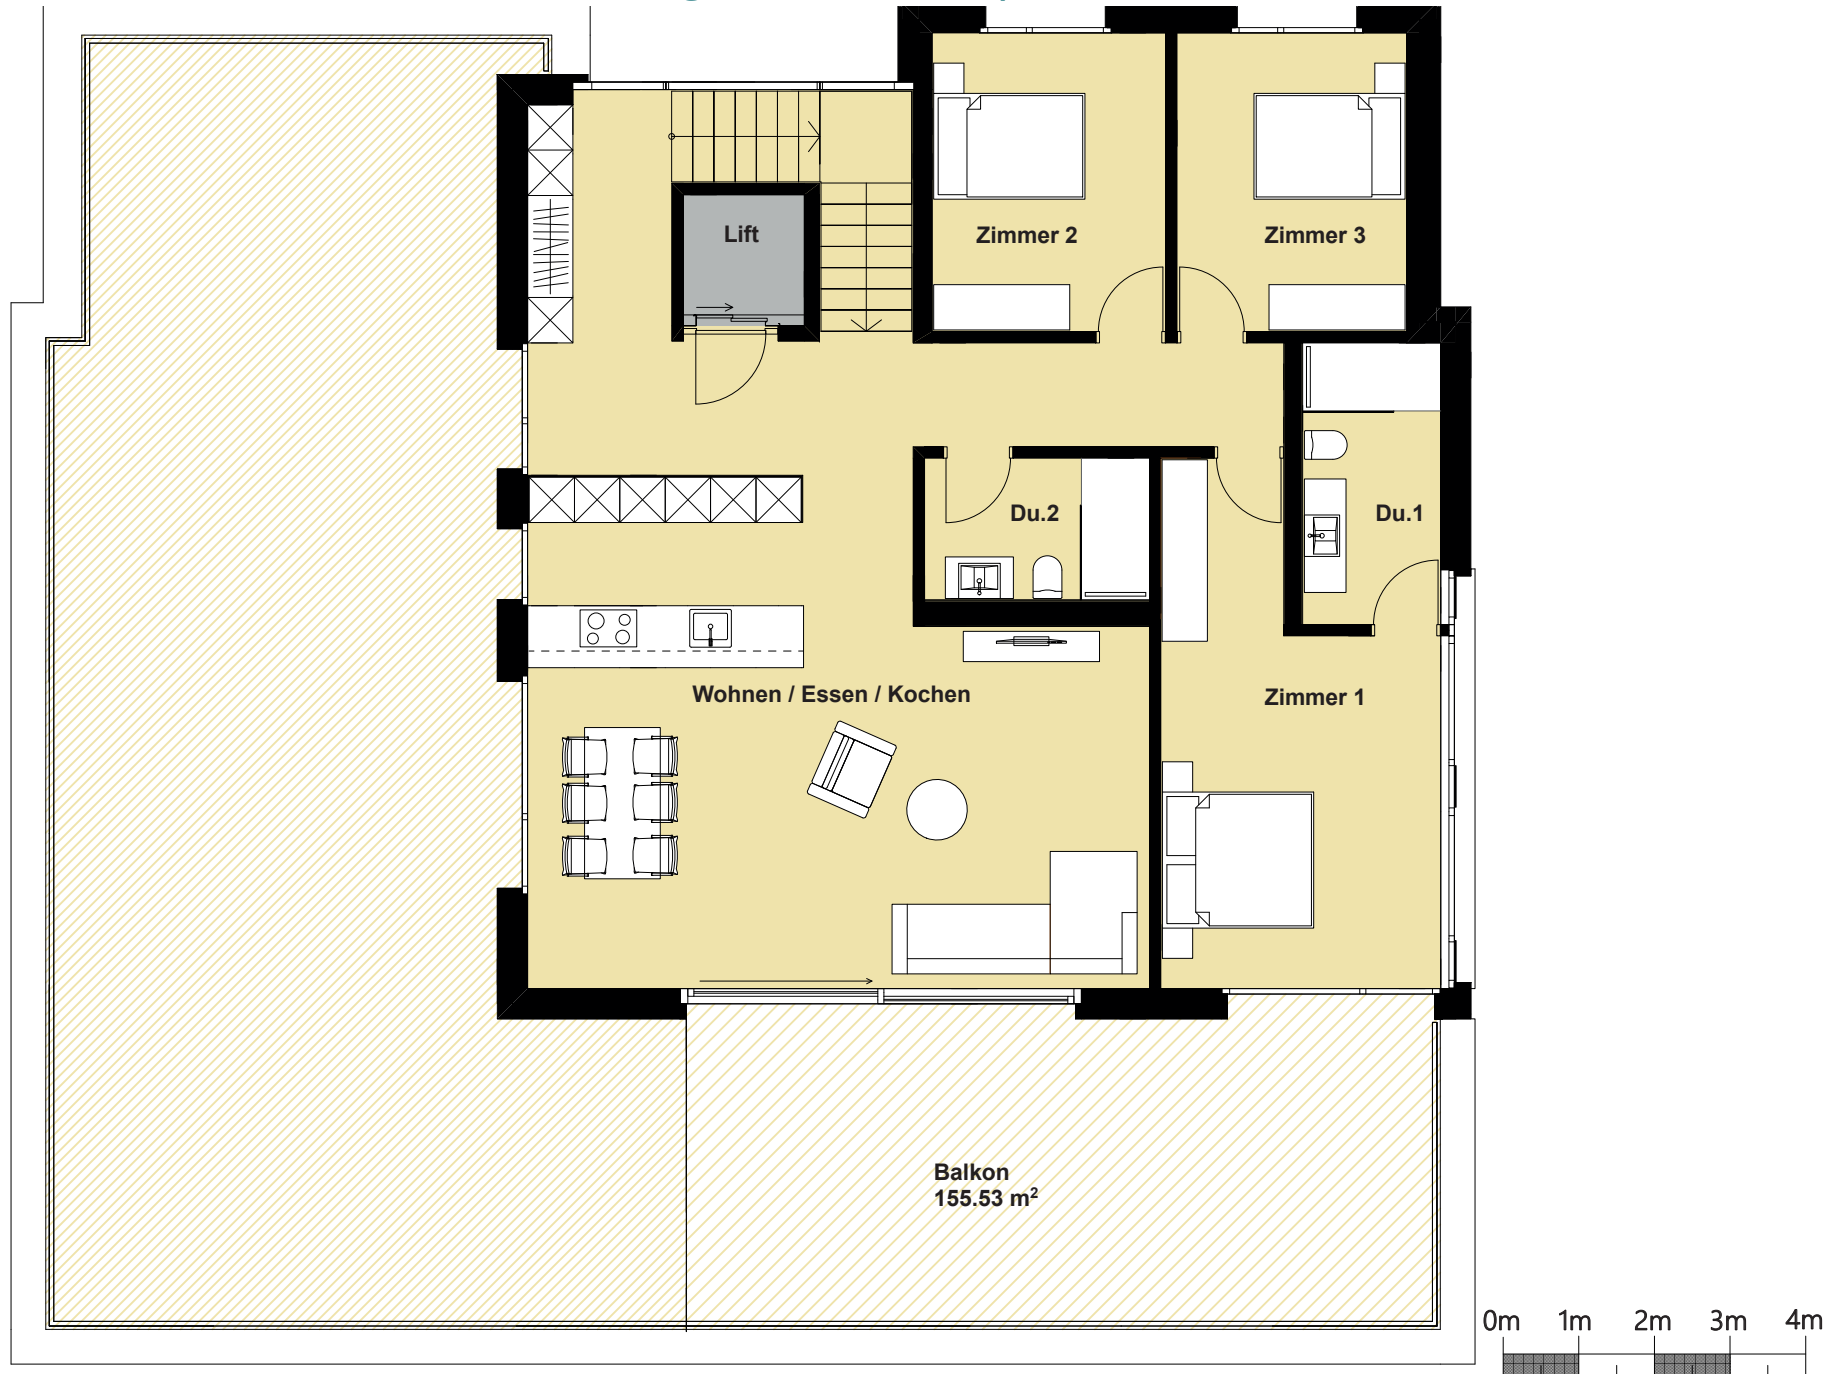 Lift
Zimmer 2
Zimmer 3
Du.2
Du.1
Wohnen / Essen / Kochen
Zimmer 1
Balkon
155.53 m²
0m 1m 2m 3m 4m